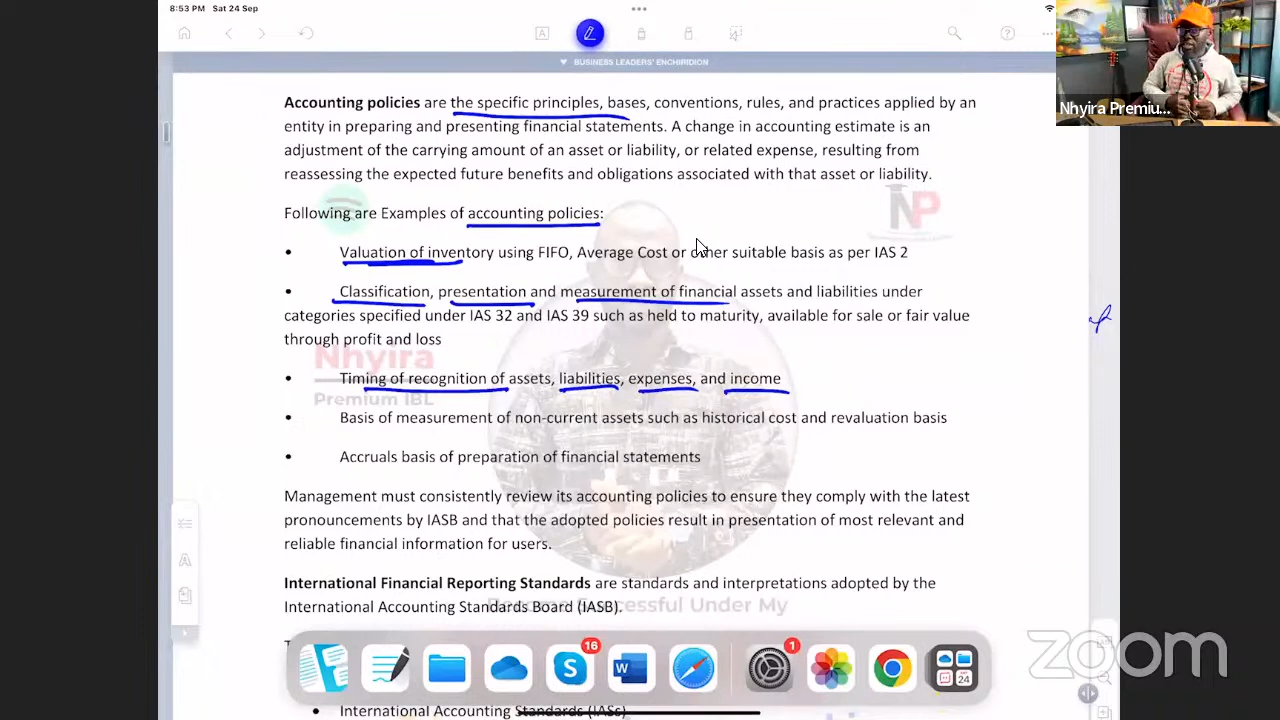 8:53 PM Sat 24 Sep
BUSINESS LEADERS' ENCHIRIDION
Nhyira Premiu...
Accounting policies are the specific principles, bases, conventions, rules, and practices applied by an
entity in preparing and presenting financial statements. A change in accounting estimate is an
adjustment of the carrying amount of an asset or liability, or related expense, resulting from
reassessing the expected future benefits and obligations associated with that asset or liability.
Following are Examples of accounting policies:
NP
• Valuation of inventory using FIFO, Average Cost or other suitable basis as per IAS 2
• Classification, presentation and measurement of financial assets and liabilities under
categories specified under IAS 32 and IAS 39 such as held to maturity, available for sale or fair value
through profit and loss
Nhyira
• Timing of recognition of assets, liabilities, expenses, and income
Premium IBL
• Basis of measurement of non-current assets such as historical cost and revaluation basis
• Accruals basis of preparation of financial statements
Management must consistently review its accounting policies to ensure they comply with the latest
pronouncements by IASB and that the adopted policies result in presentation of most relevant and
reliable financial information for users.
International Financial Reporting Standards are standards and interpretations adopted by the
International Accounting Standards Board (IASB).
Successful Under My
16
1
24
zoom
• International Accounting Standards (IASs)